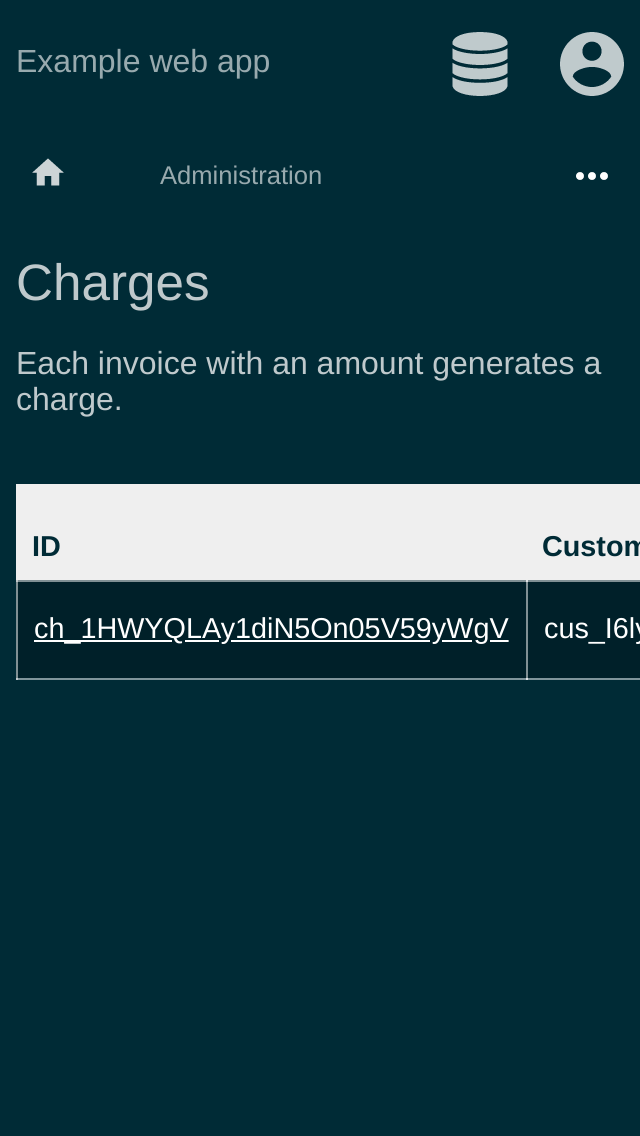 Example web app
Administration
Charges
Each invoice with an amount generates a
charge.
ID Custom
ch_1HWYQLAy1diN5On05V59yWgV cus_I6ly